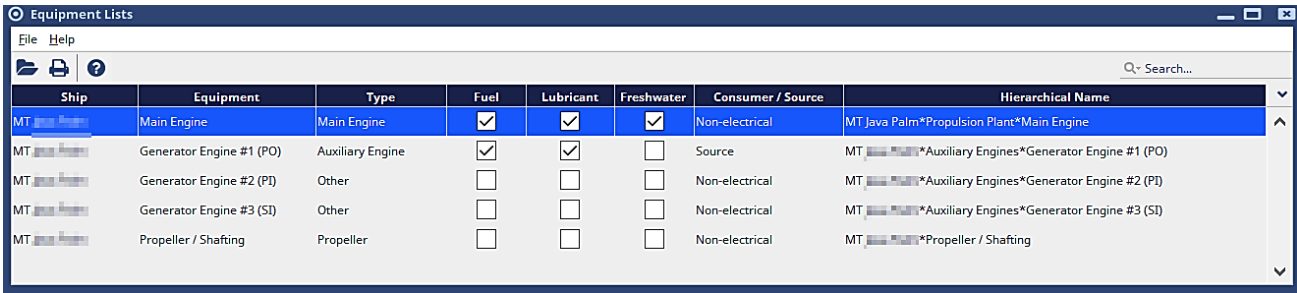 Equipment Lists
File Help
Search...
Ship Equipment Type Fuel Lubricant Freshwater Consumer / Source Hierarchical Name
MT Main Engine Main Engine Non-electrical MT Java Palm*Propulsion Plant*Main Engine
MT Generator Engine #1 (PO) Auxiliary Engine Source MT *Auxiliary Engines*Generator Engine #1 (PO)
MT Generator Engine #2 (PI) Other Non-electrical MT *Auxiliary Engines*Generator Engine #2 (PI)
MT Generator Engine #3 (SI) Other Non-electrical MT *Auxiliary Engines*Generator Engine #3 (SI)
MT Propeller / Shafting Propeller Non-electrical MT *Propeller / Shafting